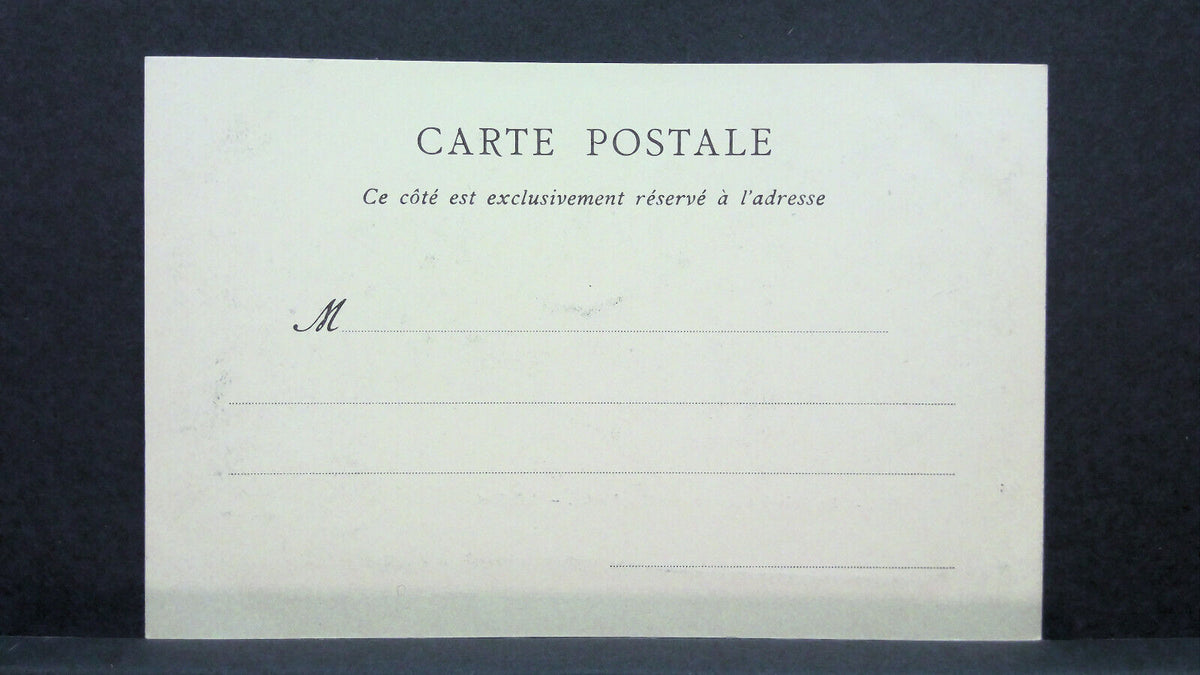 CARTE POSTALE
Ce côté est exclusivement réservé à l'adresse
M